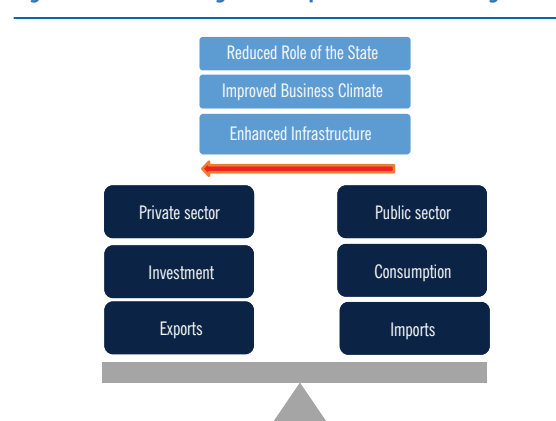 Reduced Role of the State
Improved Business Climate
Enhanced Infrastructure
Private sector
Public sector
Investment
Consumption
Exports
Imports